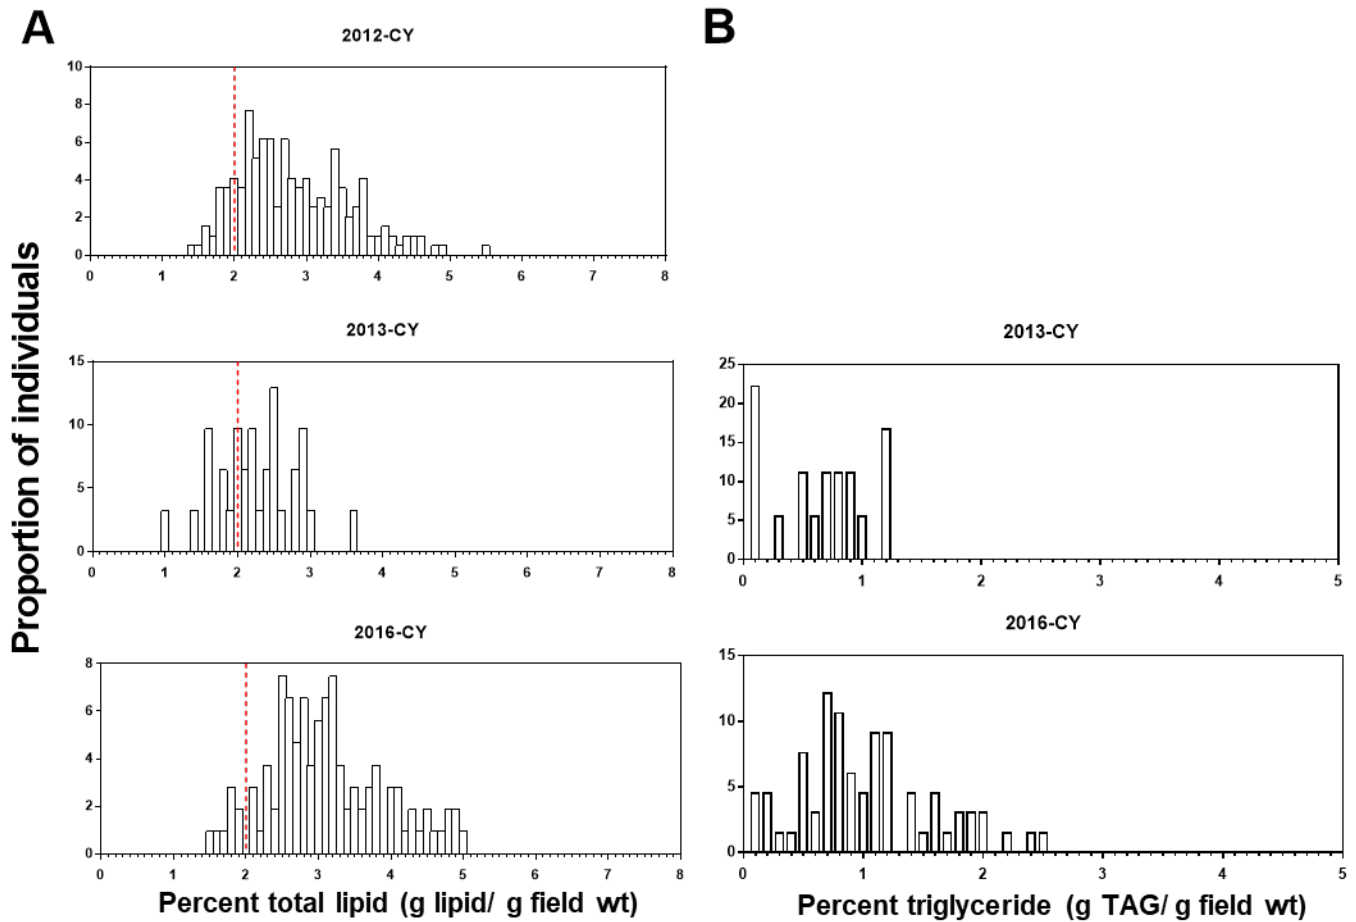 A
B
2012-CY
10
8
6
4
2
0
0 1 2 3 4 5 6 7 8
Proportion of individuals
2013-CY
15
10
5
0
0 1 2 3 4 5 6 7 8
2013-CY
25
20
15
10
5
0
0 1 2 3 4 5
2016-CY
8
6
4
2
0
0 1 2 3 4 5 6 7 8
Percent total lipid (g lipid/ g field wt)
2016-CY
15
10
5
0
0 1 2 3 4 5
Percent triglyceride (g TAG/ g field wt)